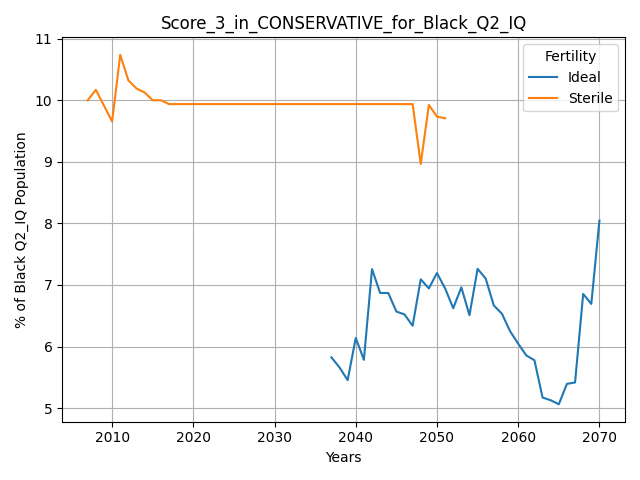 Score_3_in_CONSERVATIVE_for_Black_Q2_IQ
% of Black Q2_IQ Population
11
10
9
8
7
6
5
Fertility
Ideal
Sterile
2010 2020 2030 2040 2050 2060 2070
Years